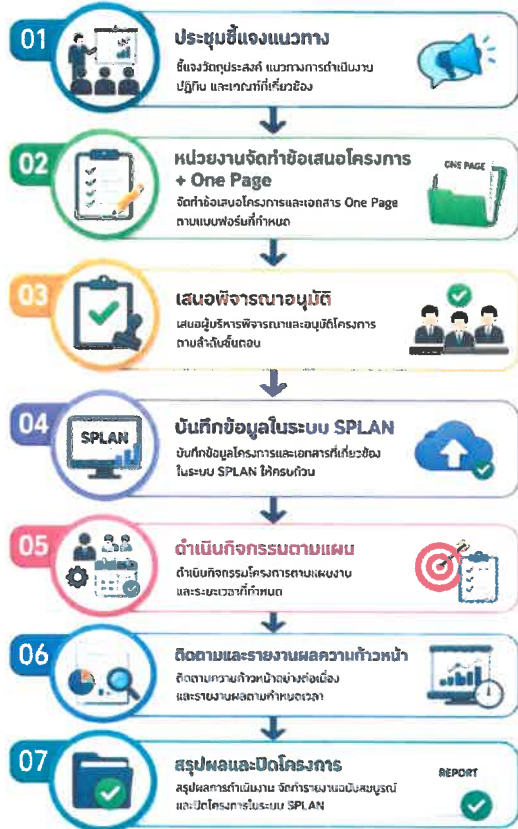 01
ประชุมชี้แจงแนวทาง
ชี้แจงวัตถุประสงค์ แนวทางการดำเนินงาน
ปฏิทิน และเกณฑ์ที่เกี่ยวข้อง
02
หน่วยงานจัดทำข้อเสนอโครงการ
+ One Page
จัดทำข้อเสนอโครงการและเอกสาร One Page
ตามแบบฟอร์มที่กำหนด
ONE PAGE
03
เสนอพิจารณาอนุมัติ
เสนอผู้บริหารพิจารณาและอนุมัติโครงการ
ตามลำดับขั้นตอน
04
SPLAN
บันทึกข้อมูลในระบบ SPLAN
บันทึกข้อมูลโครงการและเอกสารที่เกี่ยวข้อง
ในระบบ SPLAN ให้ครบถ้วน
05
ดำเนินกิจกรรมตามแผน
ดำเนินกิจกรรมโครงการตามแผนงาน
และระยะเวลาที่กำหนด
06
ติดตามและรายงานผลความก้าวหน้า
ติดตามความก้าวหน้าอย่างต่อเนื่อง
และรายงานผลตามกำหนดเวลา
07
สรุปผลและปิดโครงการ
สรุปผลการดำเนินงาน จัดทำรายงานฉบับสมบูรณ์
และปิดโครงการในระบบ SPLAN
REPORT